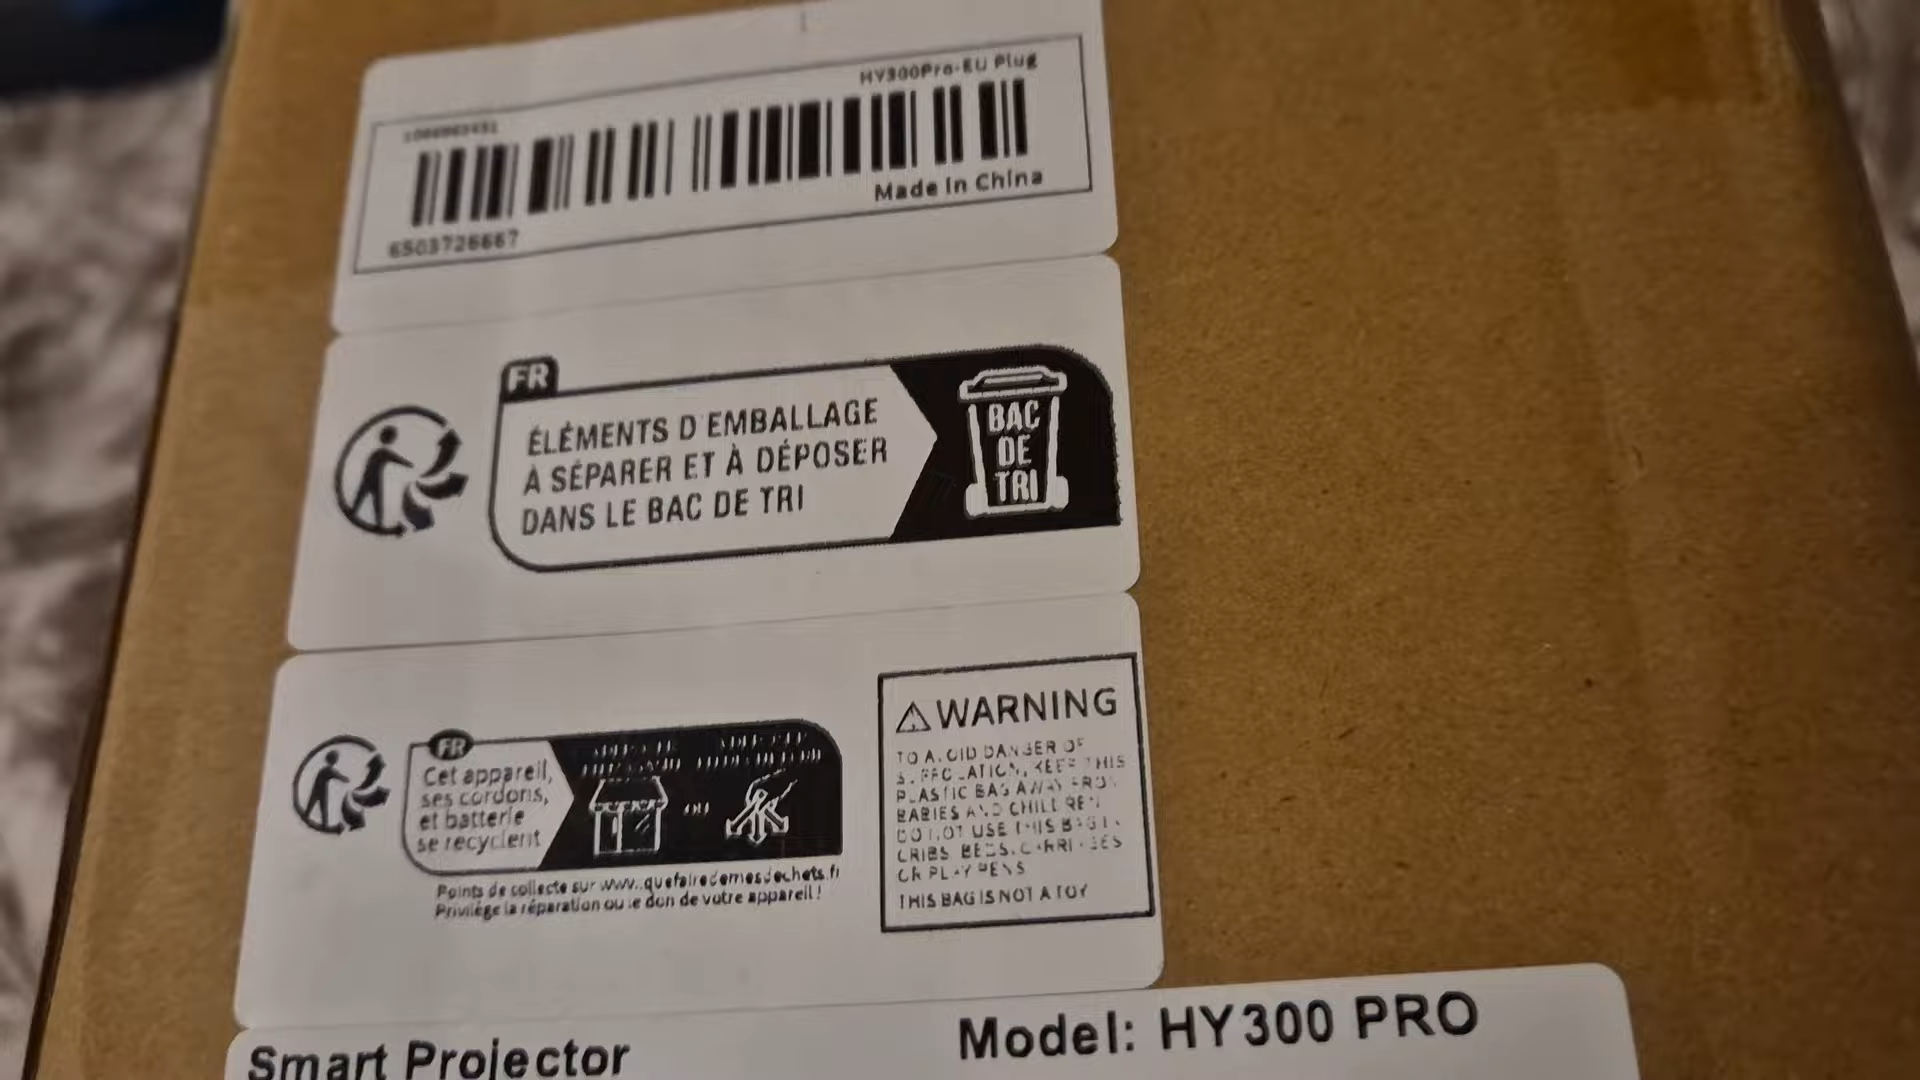 HY300Pro-EU Plug
Made In China
6503726667
FR
ÉLÉMENTS D'EMBALLAGE
À SÉPARER ET À DÉPOSER
DANS LE BAC DE TRI
BAC
DE
TRI
FR
Cet appareil,
ses cordons,
et batterie
se recyclent
OU
Points de collecte sur www.quefairedemesdechets.fr
Privilége la réparation ou le don de votre appareil!
WARNING
TO AVOID DANGER OF
SUFFOCATION, KEEP THIS
PLASTIC BAG AWAY FROM
BABIES AND CHILDREN
DO NOT USE THIS BAG IN
CRIBS, BEDS, CARRIAGES
OR PLAY PENS
THIS BAG IS NOT A TOY
Smart Projector
Model: HY300 PRO